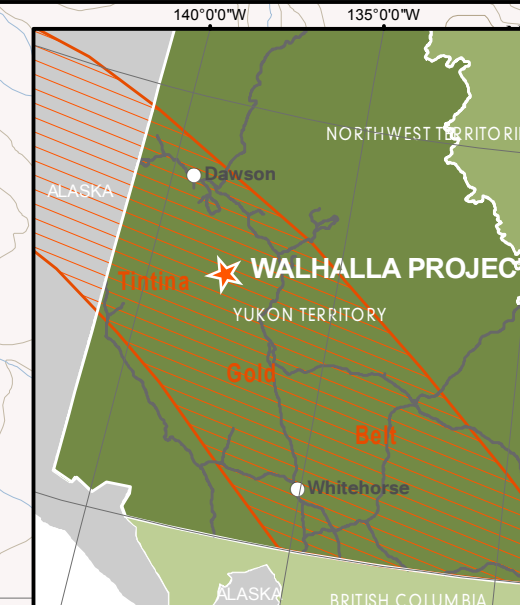 140°0'0"W 135°0'0"W
NORTHWEST TERRITORI
Dawson
ALASKA
WALHALLA PROJEC
Tintina
YUKON TERRITORY
Gold
Belt
Whitehorse
ALASKA
BRITISH COLUMBIA